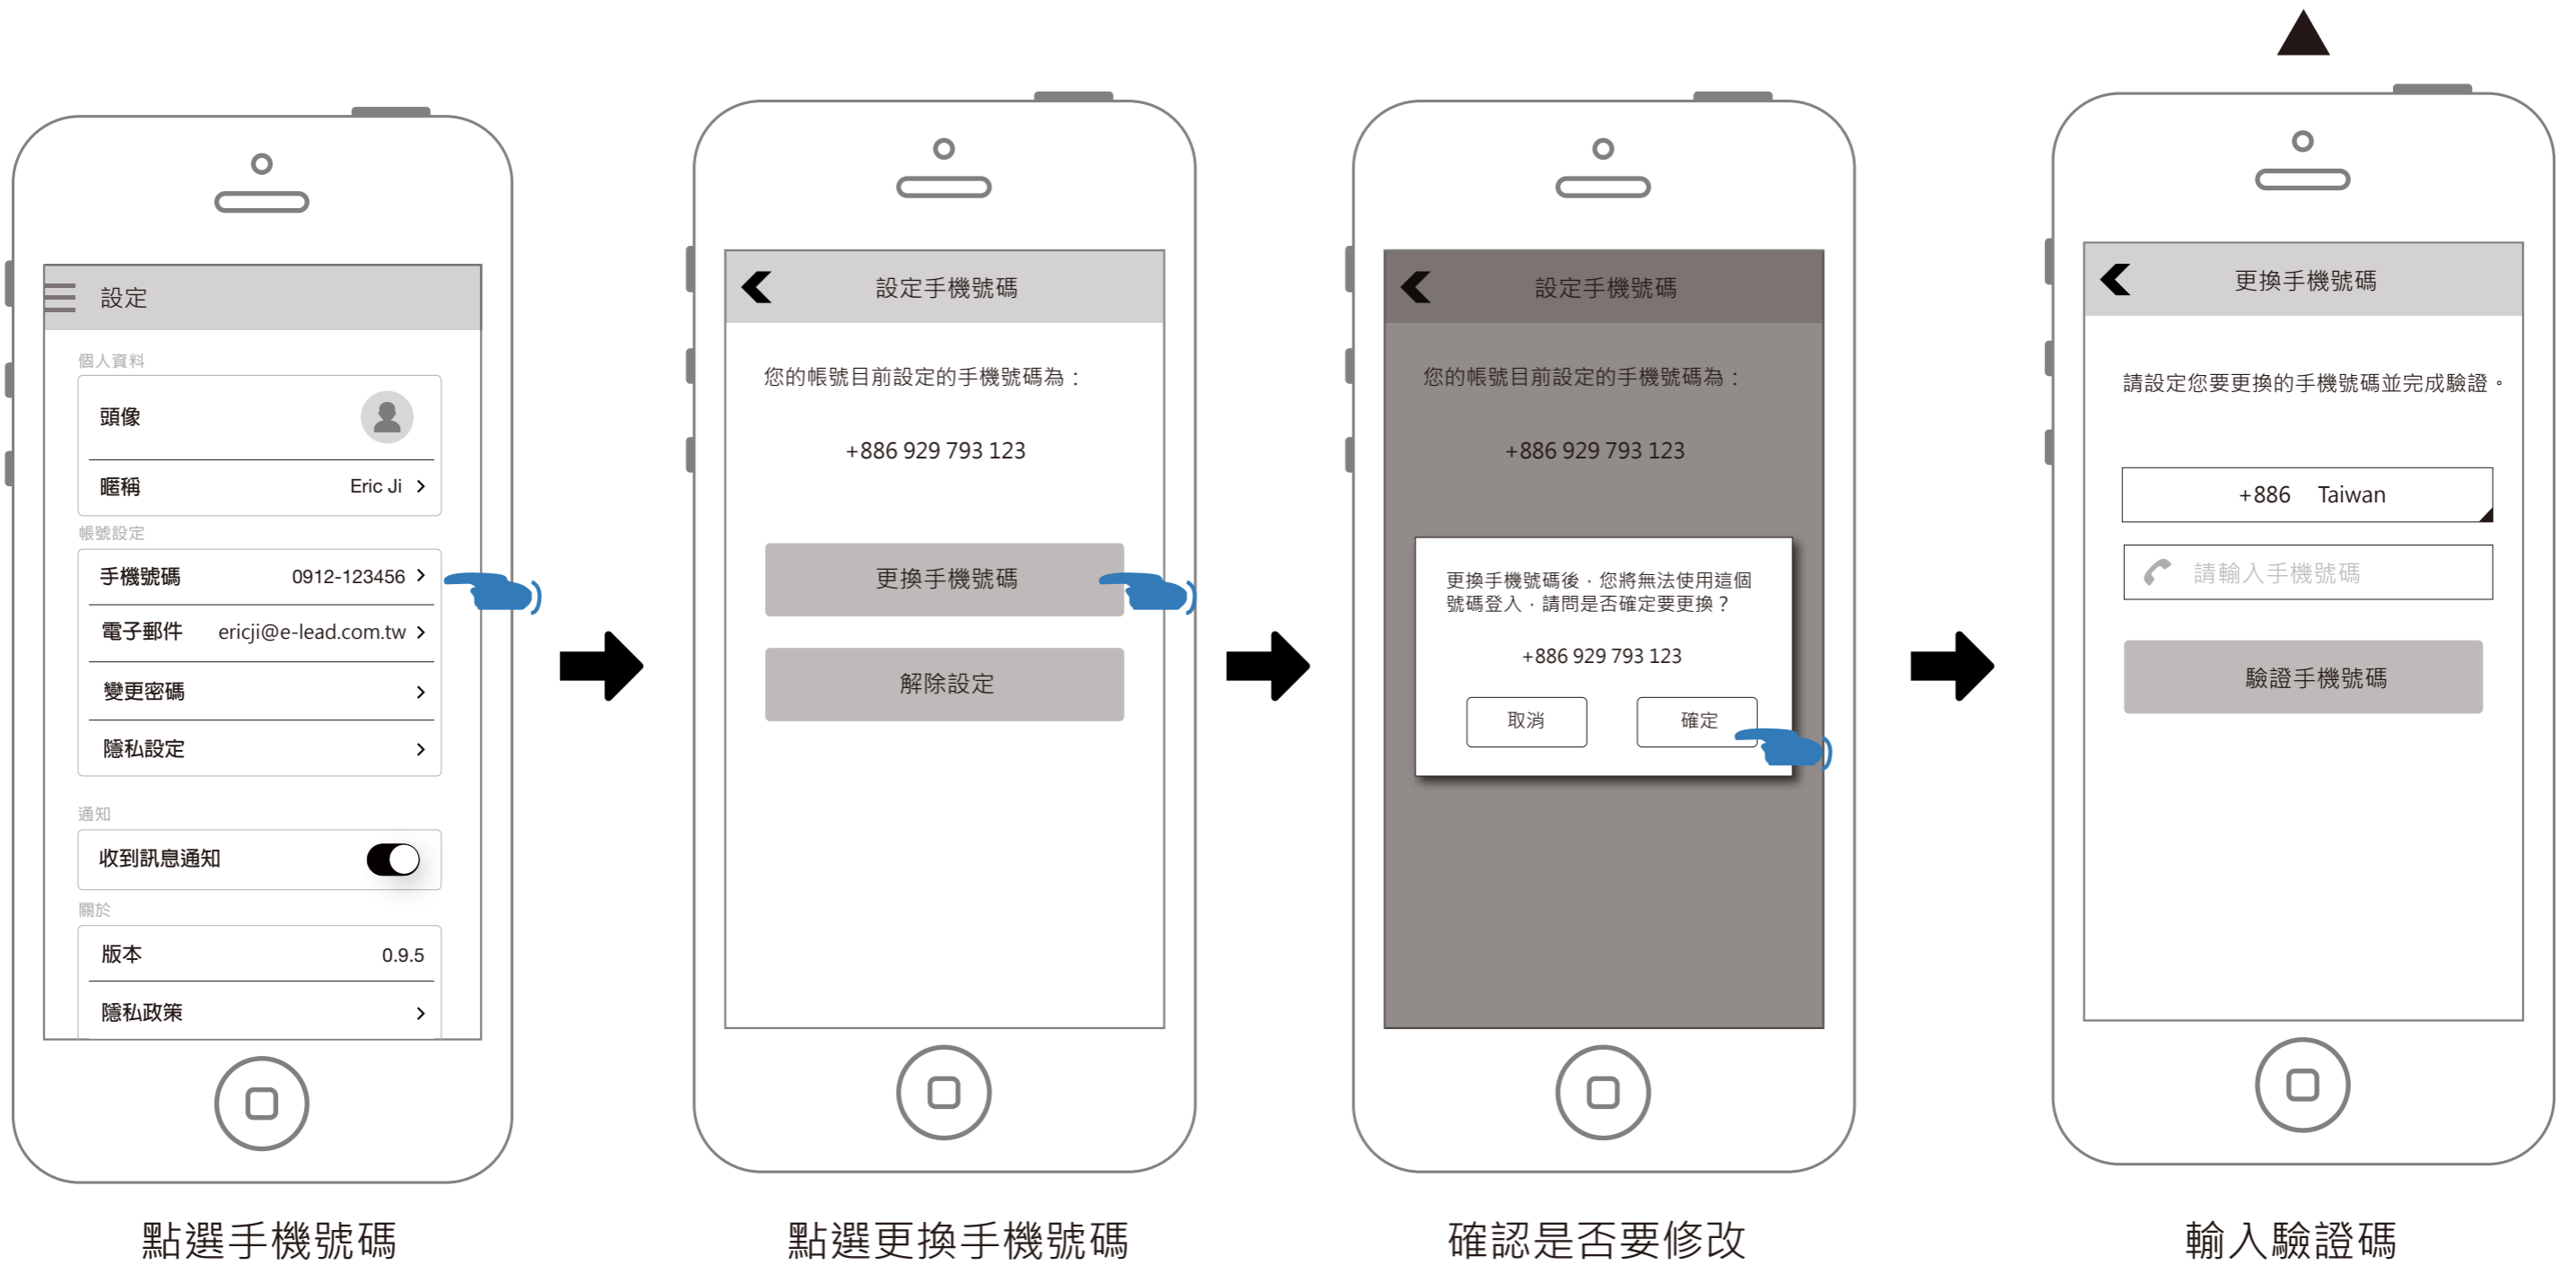 設定
個人資料
頭像
暱稱 Eric Ji
帳號設定
手機號碼 0912-123456
電子郵件 ericji@e-lead.com.tw
變更密碼
隱私設定
通知
收到訊息通知
關於
版本 0.9.5
隱私政策
點選手機號碼
設定手機號碼
您的帳號目前設定的手機號碼為：
+886 929 793 123
更換手機號碼
解除設定
點選更換手機號碼
設定手機號碼
您的帳號目前設定的手機號碼為：
+886 929 793 123
更換手機號碼後，您將無法使用這個
號碼登入，請問是否確定要更換？
+886 929 793 123
取消 確定
確認是否要修改
更換手機號碼
請設定您要更換的手機號碼並完成驗證。
+886 Taiwan
請輸入手機號碼
驗證手機號碼
輸入驗證碼